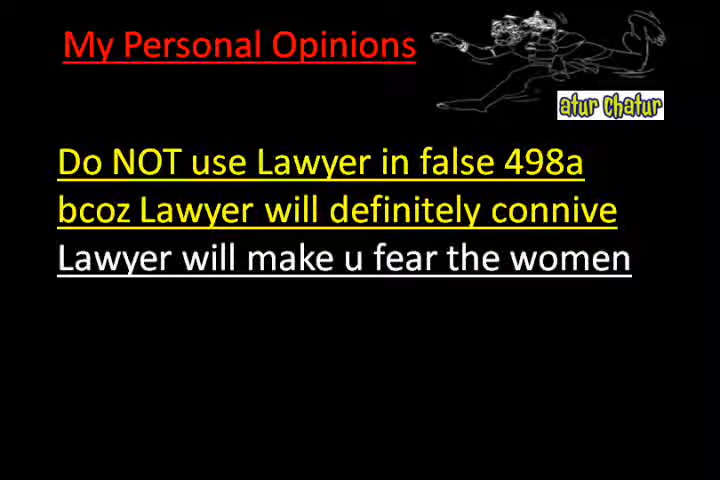 My Personal Opinions
atur chatur
Do NOT use Lawyer in false 498a
bcoz Lawyer will definitely connive
Lawyer will make u fear the women